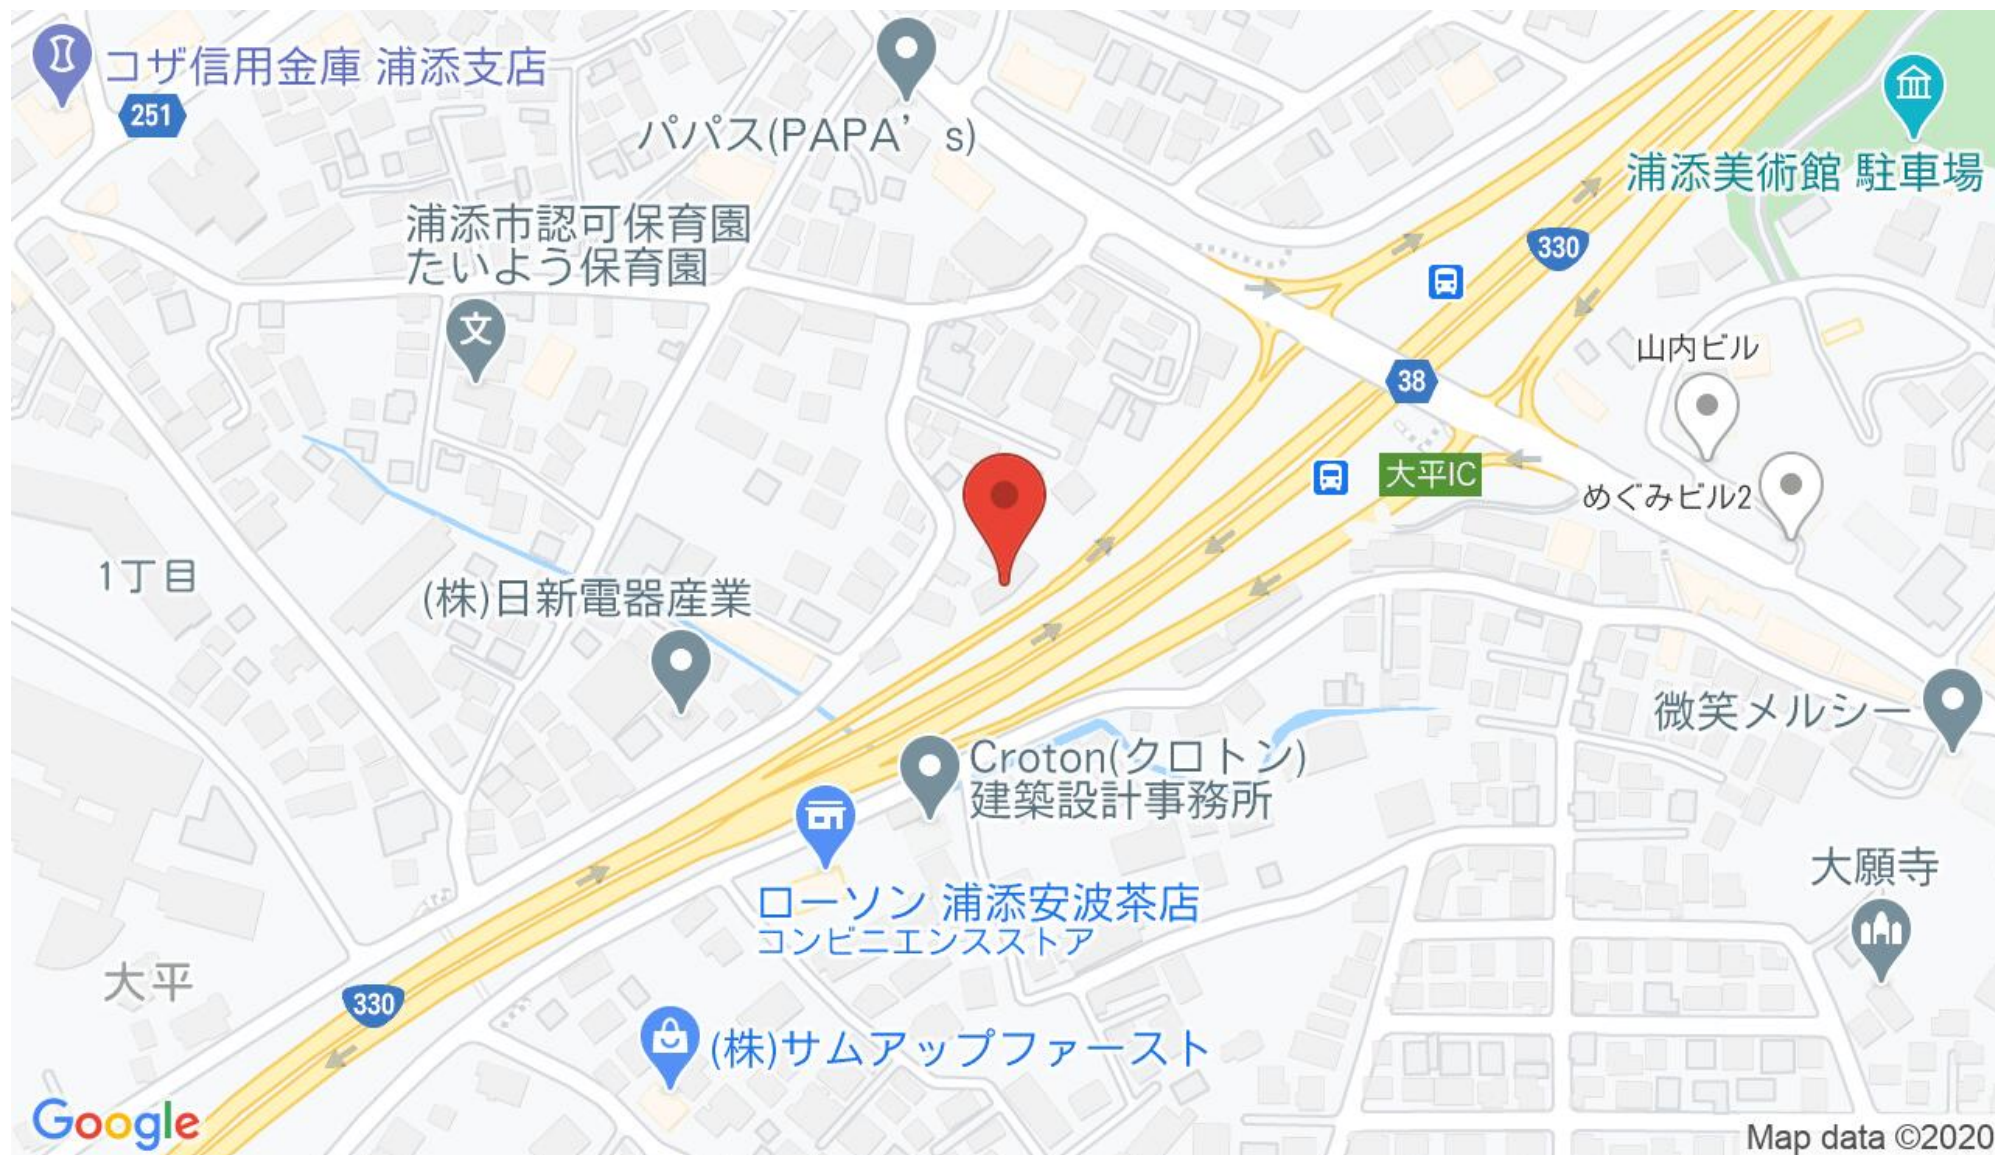 コザ信用金庫 浦添支店
251
パパス(PAPA’s)
浦添美術館 駐車場
浦添市認可保育園
たいよう保育園
文
330
山内ビル
38
大平IC
めぐみビル2
1丁目
(株)日新電器産業
微笑メルシー
Croton(クロトン)
建築設計事務所
大願寺
ローソン 浦添安波茶店
コンビニエンスストア
大平
330
(株)サムアップファースト
Google
Map data ©2020